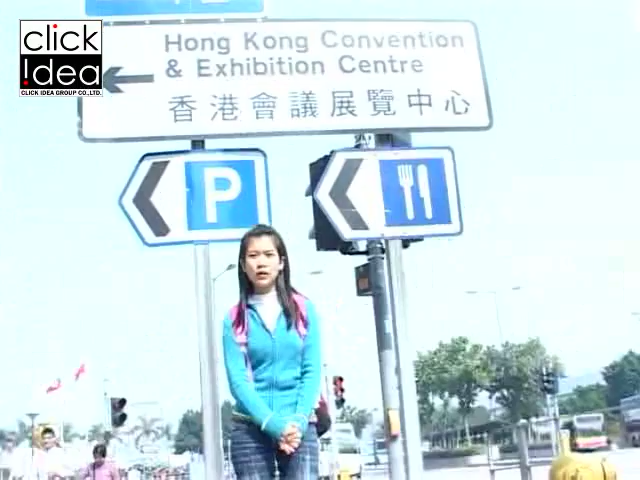 click
!dea
CLICK IDEA GROUP CO., LTD.
Hong Kong Convention
& Exhibition Centre
香港會議展覽中心
P